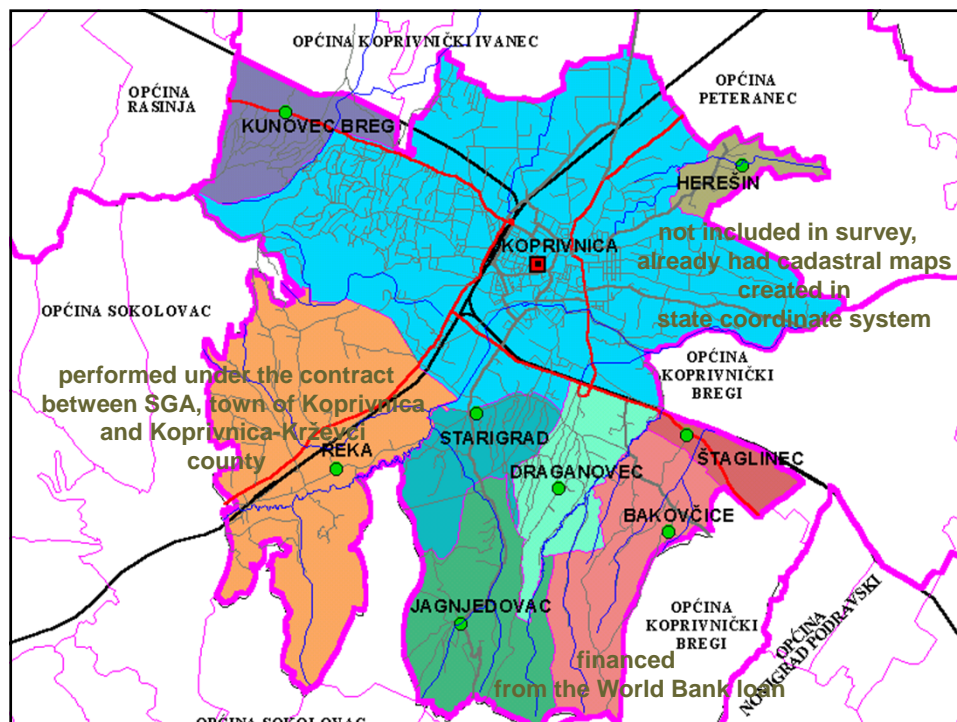 OPĆINA KOPRIVNIČKI IVANEC
OPĆINA
RASINJA
OPĆINA
PETERANEC
KUNOVEC BREG
HEREŠIN
not included in survey,
already had cadastral maps
created in
state coordinate system
KOPRIVNICA
OPĆINA SOKOLOVAC
OPĆINA
KOPRIVNIČKI
BREGI
performed under the contract
between SGA, town of Koprivnica
and Koprivnica-Krževci
county
REKA
STARIGRAD
ŠTAGLINEC
DRAGANOVEC
BAKOVČICE
JAGNJEDOVAC
OPĆINA
KOPRIVNIČKI
BREGI
OPĆINA
NOVIGRAD PODRAVSKI
financed
from the World Bank loan
OPĆINA SOKOLOVAC